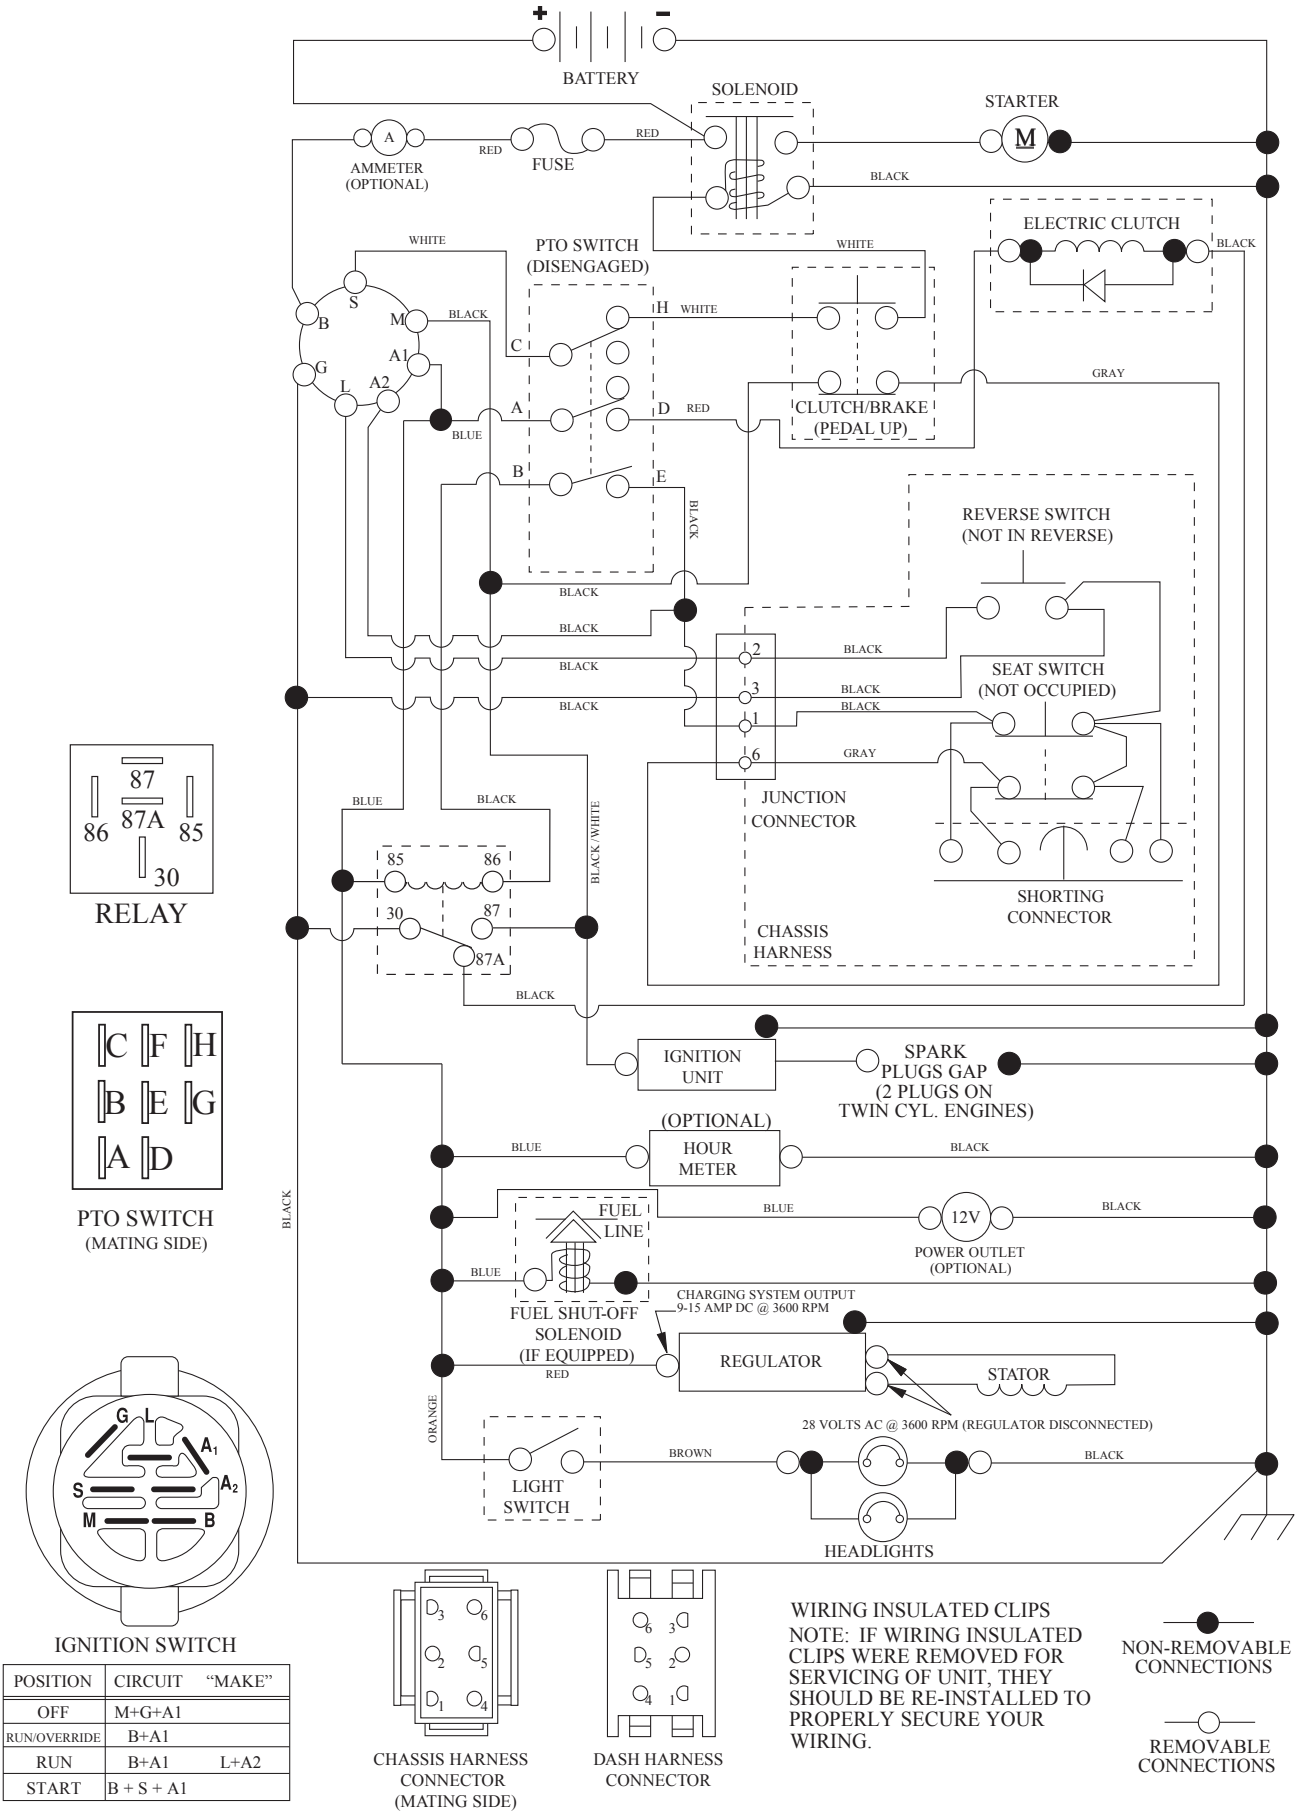 + −
BATTERY
SOLENOID
STARTER
A
M
RED
FUSE
RED
AMMETER
(OPTIONAL)
BLACK
ELECTRIC CLUTCH
BLACK
WHITE
PTO SWITCH
(DISENGAGED)
WHITE
S
B
M
BLACK
H
WHITE
C
G
A1
A2
L
GRAY
A
BLUE
D
RED
CLUTCH/BRAKE
(PEDAL UP)
B
E
BLACK
REVERSE SWITCH
(NOT IN REVERSE)
BLACK
BLACK
BLACK
2
BLACK
SEAT SWITCH
(NOT OCCUPIED)
3
BLACK
BLACK
1
BLACK
6
GRAY
87
87A
86
85
30
RELAY
BLUE
BLACK
BLACK / WHITE
JUNCTION
CONNECTOR
85
86
30
87
87A
SHORTING
CONNECTOR
CHASSIS
HARNESS
BLACK
C F H
B E G
A D
PTO SWITCH
(MATING SIDE)
IGNITION
UNIT
SPARK
PLUGS GAP
(2 PLUGS ON
TWIN CYL. ENGINES)
(OPTIONAL)
HOUR
METER
BLUE
BLACK
BLACK
FUEL
LINE
BLUE
12V
BLACK
POWER OUTLET
(OPTIONAL)
BLUE
FUEL SHUT-OFF
SOLENOID
(IF EQUIPPED)
CHARGING SYSTEM OUTPUT
9-15 AMP DC @ 3600 RPM
RED
REGULATOR
STATOR
28 VOLTS AC @ 3600 RPM (REGULATOR DISCONNECTED)
ORANGE
LIGHT
SWITCH
BROWN
BLACK
HEADLIGHTS
G L
A1
S
A2
M
B
IGNITION SWITCH
POSITION CIRCUIT “MAKE”
OFF M+G+A1
RUN/OVERRIDE B+A1
RUN B+A1 L+A2
START B + S + A1
3 6
2 5
1 4
CHASSIS HARNESS
CONNECTOR
(MATING SIDE)
6 3
5 2
4 1
DASH HARNESS
CONNECTOR
WIRING INSULATED CLIPS
NOTE: IF WIRING INSULATED
CLIPS WERE REMOVED FOR
SERVICING OF UNIT, THEY
SHOULD BE RE-INSTALLED TO
PROPERLY SECURE YOUR
WIRING.
NON-REMOVABLE
CONNECTIONS
REMOVABLE
CONNECTIONS